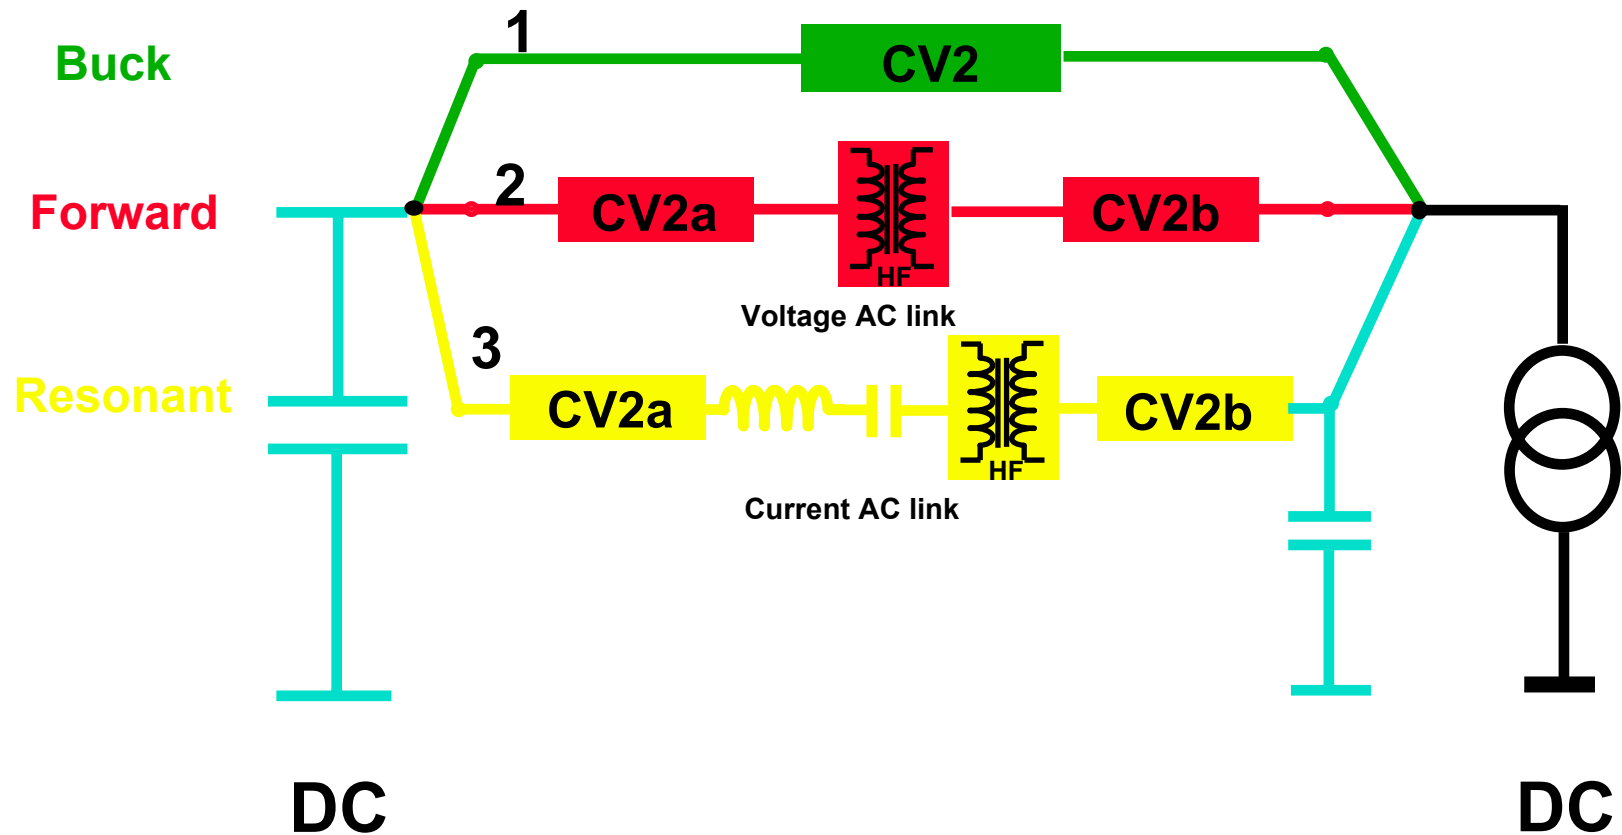 1
Buck
CV2
2
Forward
CV2a
HF
CV2b
Voltage AC link
3
Resonant
CV2a
HF
CV2b
Current AC link
DC
DC